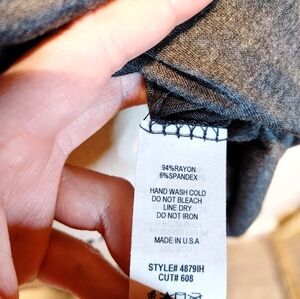 94%RAYON
6%SPANDEX
HAND WASH COLD
DO NOT BLEACH
LINE DRY
DO NOT IRON
MADE IN U.S.A
STYLE# 4879IH
CUT# 608